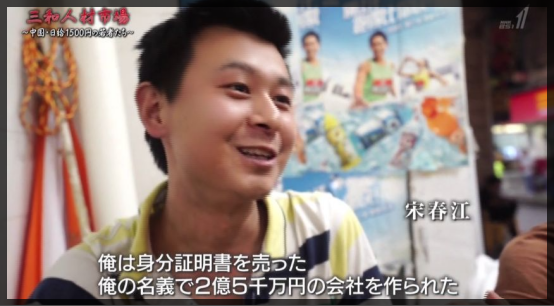 三和人材市場
～中国・日給1500円の若者たち～
1
宋春江
俺は身分証明書を売った
俺の名義で2億5千万円の会社を作られた